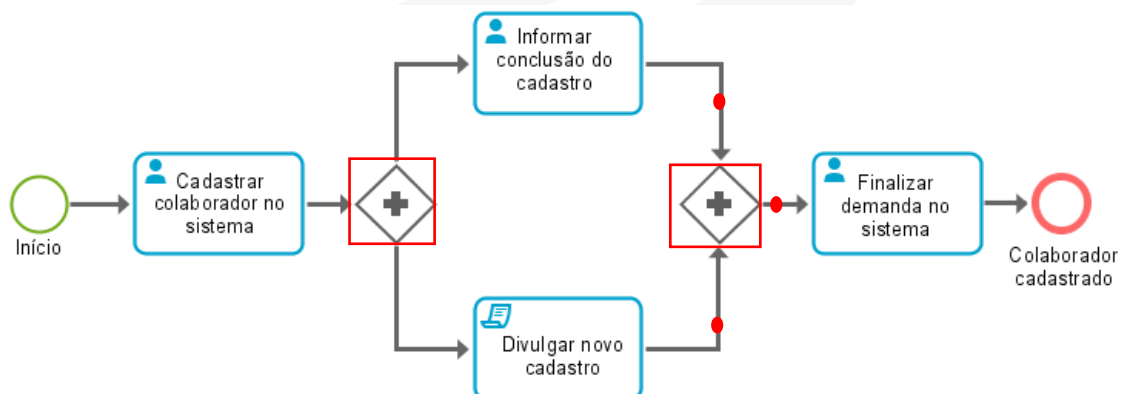 Informar
conclusão do
cadastro
Cadastrar
colaborador no
sistema
Início
Finalizar
demanda no
sistema
Colaborador
cadastrado
Divulgar novo
cadastro